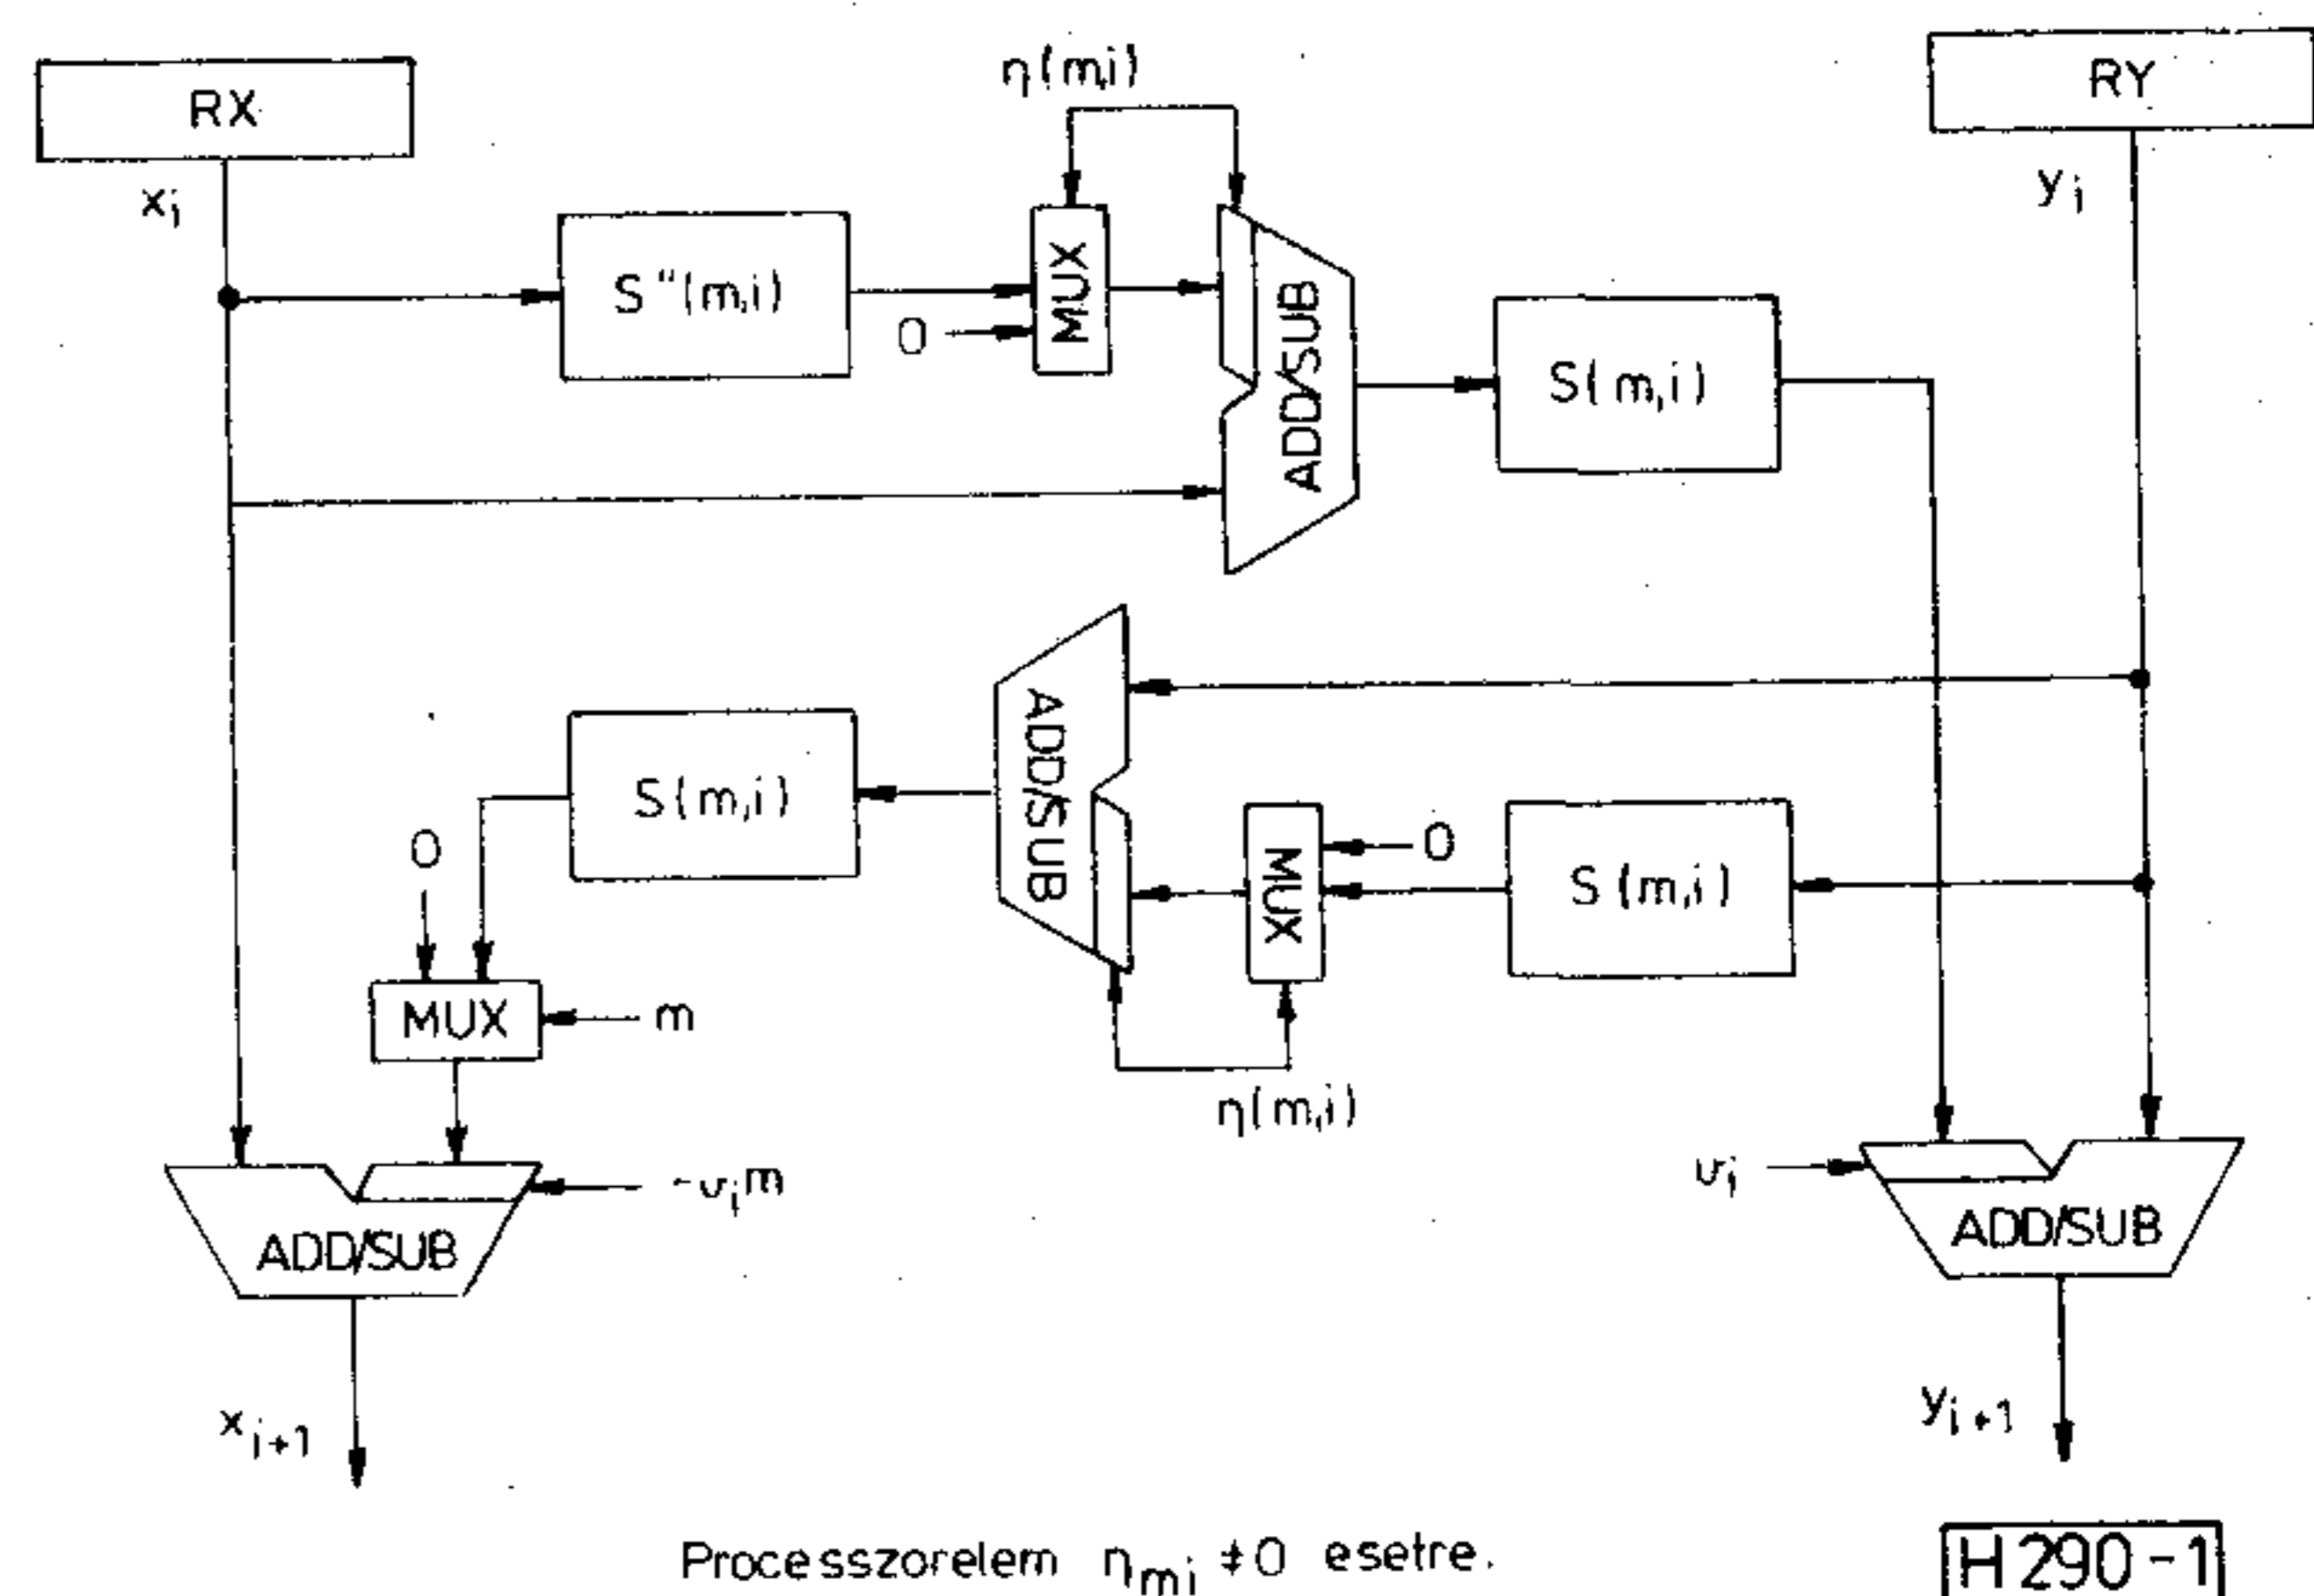 RX
RY
η(m,i)
x_i
y_i
S"(m,i)
MUX
0
ADD/SUB
S(m,i)
ADD/SUB
S(m,i)
0
MUX
0
S(m,i)
MUX
m
η(m,i)
-υ_i m
υ_i
ADD/SUB
ADD/SUB
x_{i+1}
y_{i+1}
Processzorelem η_{mi} ≠0 esetre.
H290-1